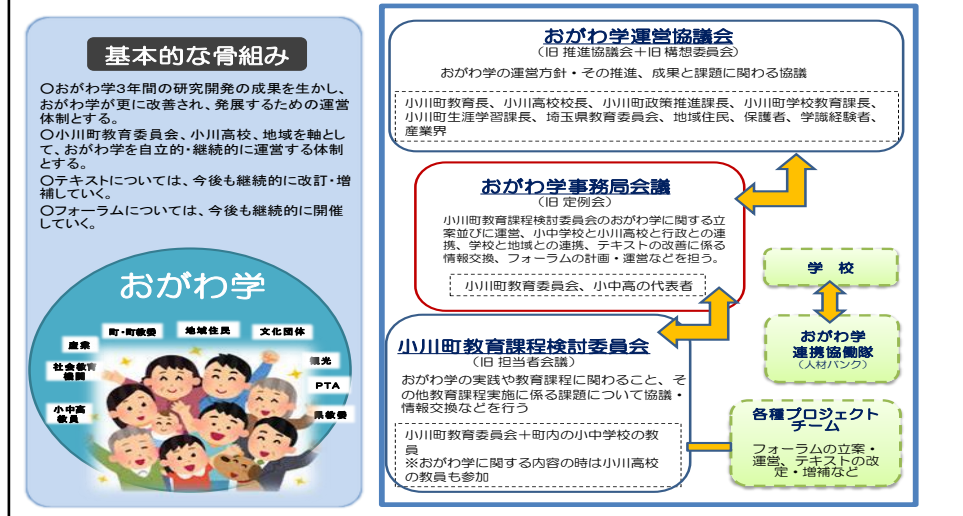 基本的な骨組み
〇おがわ学3年間の研究開発の成果を生かし、
おがわ学が更に改善され、発展するための運営
体制とする。
〇小川町教育委員会、小川高校、地域を軸とし
て、おがわ学を自立的・継続的に運営する体制
とする。
〇テキストについては、今後も継続的に改訂・増
補していく。
〇フォーラムについては、今後も継続的に開催
していく。
おがわ学
町・町教委
地域住民
文化団体
産業
観光
社会教育
機関
PTA
小中高
教員
県教委
おがわ学運営協議会
(旧 推進協議会+旧 構想委員会)
おがわ学の運営方針・その推進、成果と課題に関わる協議
小川町教育長、小川高校校長、小川町政策推進課長、小川町学校教育課長、
小川町生涯学習課長、埼玉県教育委員会、地域住民、保護者、学識経験者、
産業界
おがわ学事務局会議
(旧 定例会)
小川町教育課程検討委員会のおがわ学に関する立
案並びに運営、小中学校と小川高校と行政との連
携、学校と地域との連携、テキストの改善に係る
情報交換、フォーラムの計画・運営などを担う。
小川町教育委員会、小中高の代表者
小川町教育課程検討委員会
(旧 担当者会議)
おがわ学の実践や教育課程に関わること、そ
の他教育課程実施に係る課題について協議・
情報交換などを行う
小川町教育委員会+町内の小中学校の教
員
※おがわ学に関する内容の時は小川高校
の教員も参加
学 校
おがわ学
連携協働隊
(人材バンク)
各種プロジェクト
チーム
フォーラムの立案・
運営、テキストの改
定・増補など